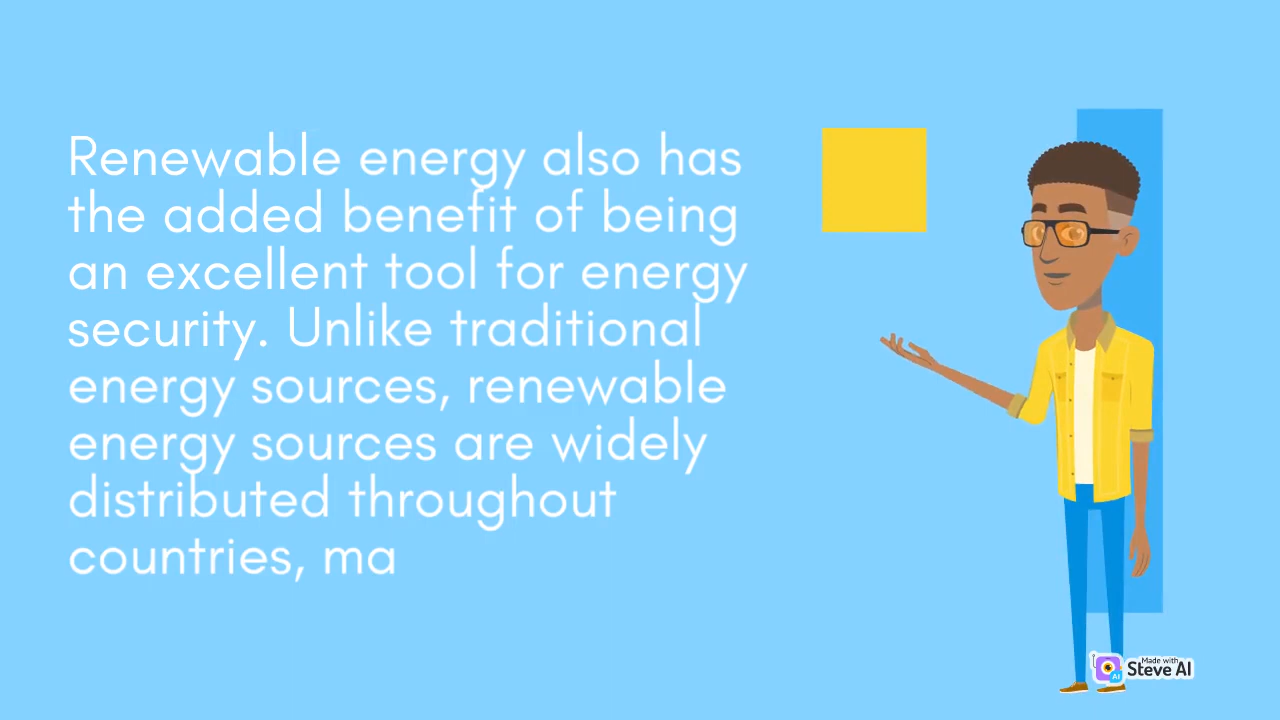 Renewable energy also has
the added benefit of being
an excellent tool for energy
security. Unlike traditional
energy sources, renewable
energy sources are widely
distributed throughout
countries, ma
Made with
Steve AI
AI